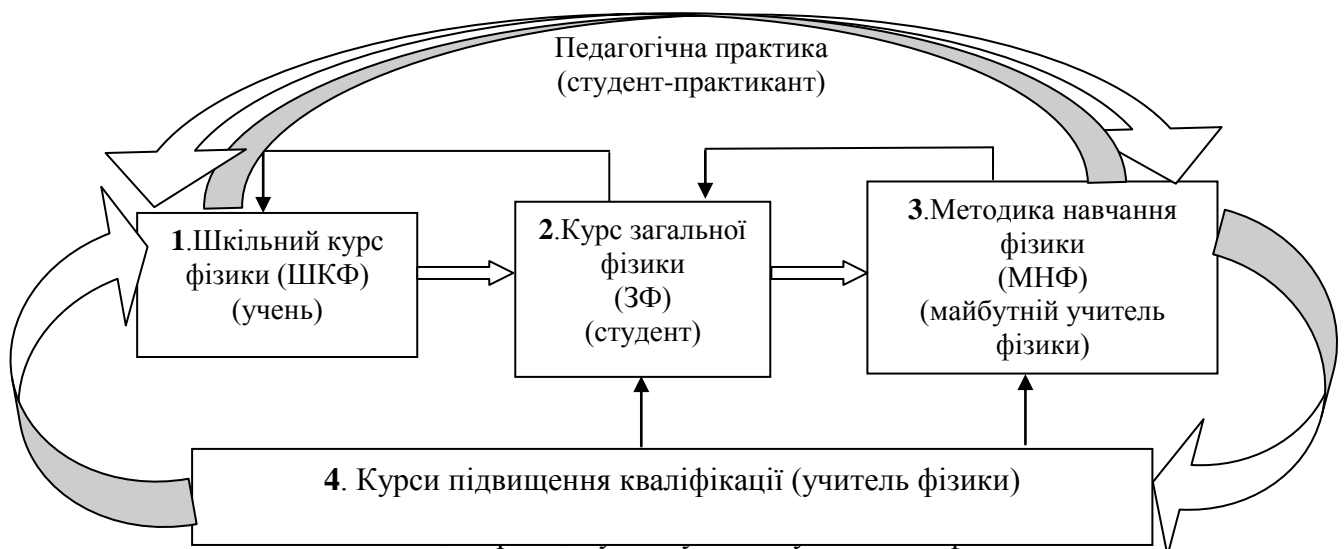 Педагогічна практика
(студент-практикант)
1.Шкільний курс
фізики (ШКФ)
(учень)
2.Курс загальної
фізики
(ЗФ)
(студент)
3.Методика навчання
фізики
(МНФ)
(майбутній учитель
фізики)
4. Курси підвищення кваліфікації (учитель фізики)